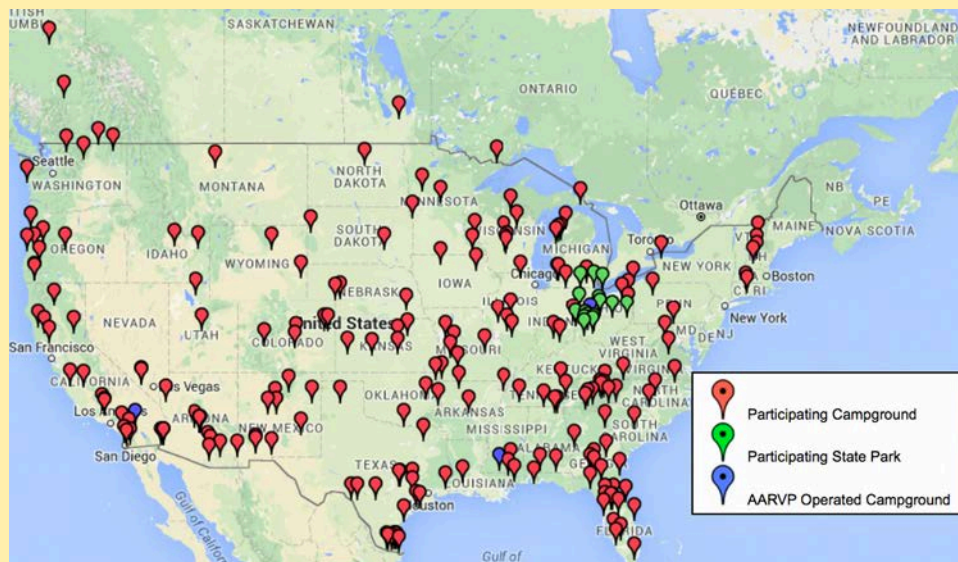 SASKATCHEWAN
NEWFOUNDLAND
AND LABRADOR
ONTARIO
QUÉBEC
Seattle
WASHINGTON
MONTANA
NORTH
DAKOTA
MINNESOTA
Ottawa
NB
PE
MAINE
NOVA SCOTIA
OREGON
IDAHO
SOUTH
DAKOTA
WISCONSIN
MICHIGAN
WYOMING
NEW YORK
Chicago
Boston
IOWA
NEBRASKA
PENN
New York
NEVADA
UTAH
United States
COLORADO
KANSAS
MISSOURI
ILLINOIS
MD
DE
NJ
WEST
VIRGINIA
San Francisco
CALIFORNIA
Las Vegas
KENTUCKY
VIRGINIA
Los Angeles
ARIZONA
NEW MEXICO
OKLAHOMA
ARKANSAS
TENNESSEE
NORTH
CAROLINA
San Diego
MISSISSIPPI
ALABAMA
SOUTH
CAROLINA
GEORGIA
TEXAS
LOUISIANA
Houston
FLORIDA
Gulf of California
Gulf of
Participating Campground
Participating State Park
AARVP Operated Campground